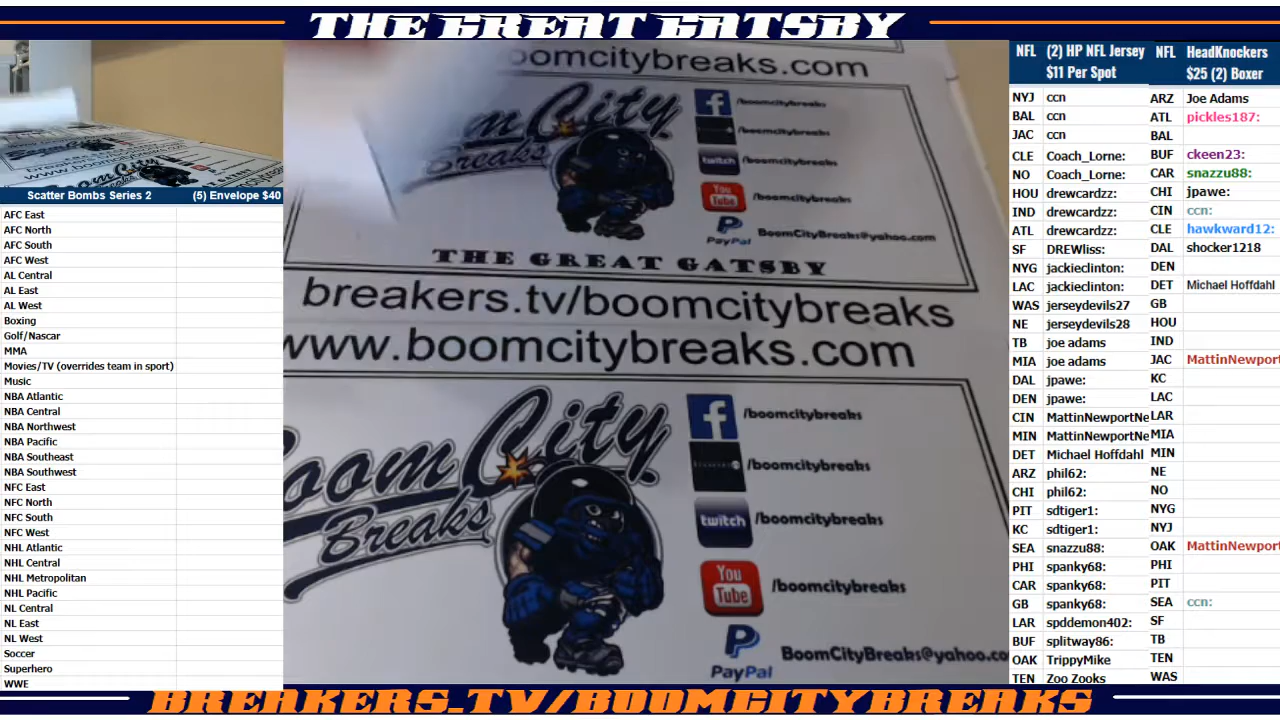 THE GREAT GATSBY
Scatter Bombs Series 2 (5) Envelope $40
AFC East
AFC North
AFC South
AFC West
AL Central
AL East
AL West
Boxing
Golf/Nascar
MMA
Movies/TV (overrides team in sport)
Music
NBA Atlantic
NBA Central
NBA Northwest
NBA Pacific
NBA Southeast
NBA Southwest
NFC East
NFC North
NFC South
NFC West
NHL Atlantic
NHL Central
NHL Metropolitan
NHL Pacific
NL Central
NL East
NL West
Soccer
Superhero
WWE
oomcitybreaks.com
om City
Breaks
/boomcitybreaks
/boomcitybreaks
twitch /boomcitybreaks
You Tube /boomcitybreaks
PayPal BoomCityBreaks@yahoo.com
THE GREAT GATSBY
breakers.tv/boomcitybreaks
www.boomcitybreaks.com
oom City
Breaks
/boomcitybreaks
/boomcitybreaks
twitch /boomcitybreaks
You Tube /boomcitybreaks
PayPal BoomCityBreaks@yahoo.co
NFL (2) HP NFL Jersey
$11 Per Spot
NYJ ccn
BAL ccn
JAC ccn
CLE Coach_Lorne:
NO Coach_Lorne:
HOU drewcardzz:
IND drewcardzz:
ATL drewcardzz:
SF DREWliss:
NYG jackieclinton:
LAC jackieclinton:
WAS jerseydevils27
NE jerseydevils28
TB joe adams
MIA joe adams
DAL jpawe:
DEN jpawe:
CIN MattinNewportNe
MIN MattinNewportNe
DET Michael Hoffdahl
ARZ phil62:
CHI phil62:
PIT sdtiger1:
KC sdtiger1:
SEA snazzu88:
PHI spanky68:
CAR spanky68:
GB spanky68:
LAR spddemon402:
BUF splitway86:
OAK TrippyMike
TEN Zoo Zooks
NFL HeadKnockers
$25 (2) Boxer
ARZ Joe Adams
ATL pickles187:
BAL
BUF ckeen23:
CAR snazzu88:
CHI jpawe:
CIN ccn:
CLE hawkward12:
DAL shocker1218
DEN
DET Michael Hoffdahl
GB
HOU
IND
JAC MattinNewport
KC
LAC
LAR
MIA
MIN
NE
NO
NYG
NYJ
OAK MattinNewport
PHI
PIT
SEA ccn:
SF
TB
TEN
WAS
BREAKERS.TV/BOOMCITYBREAKS